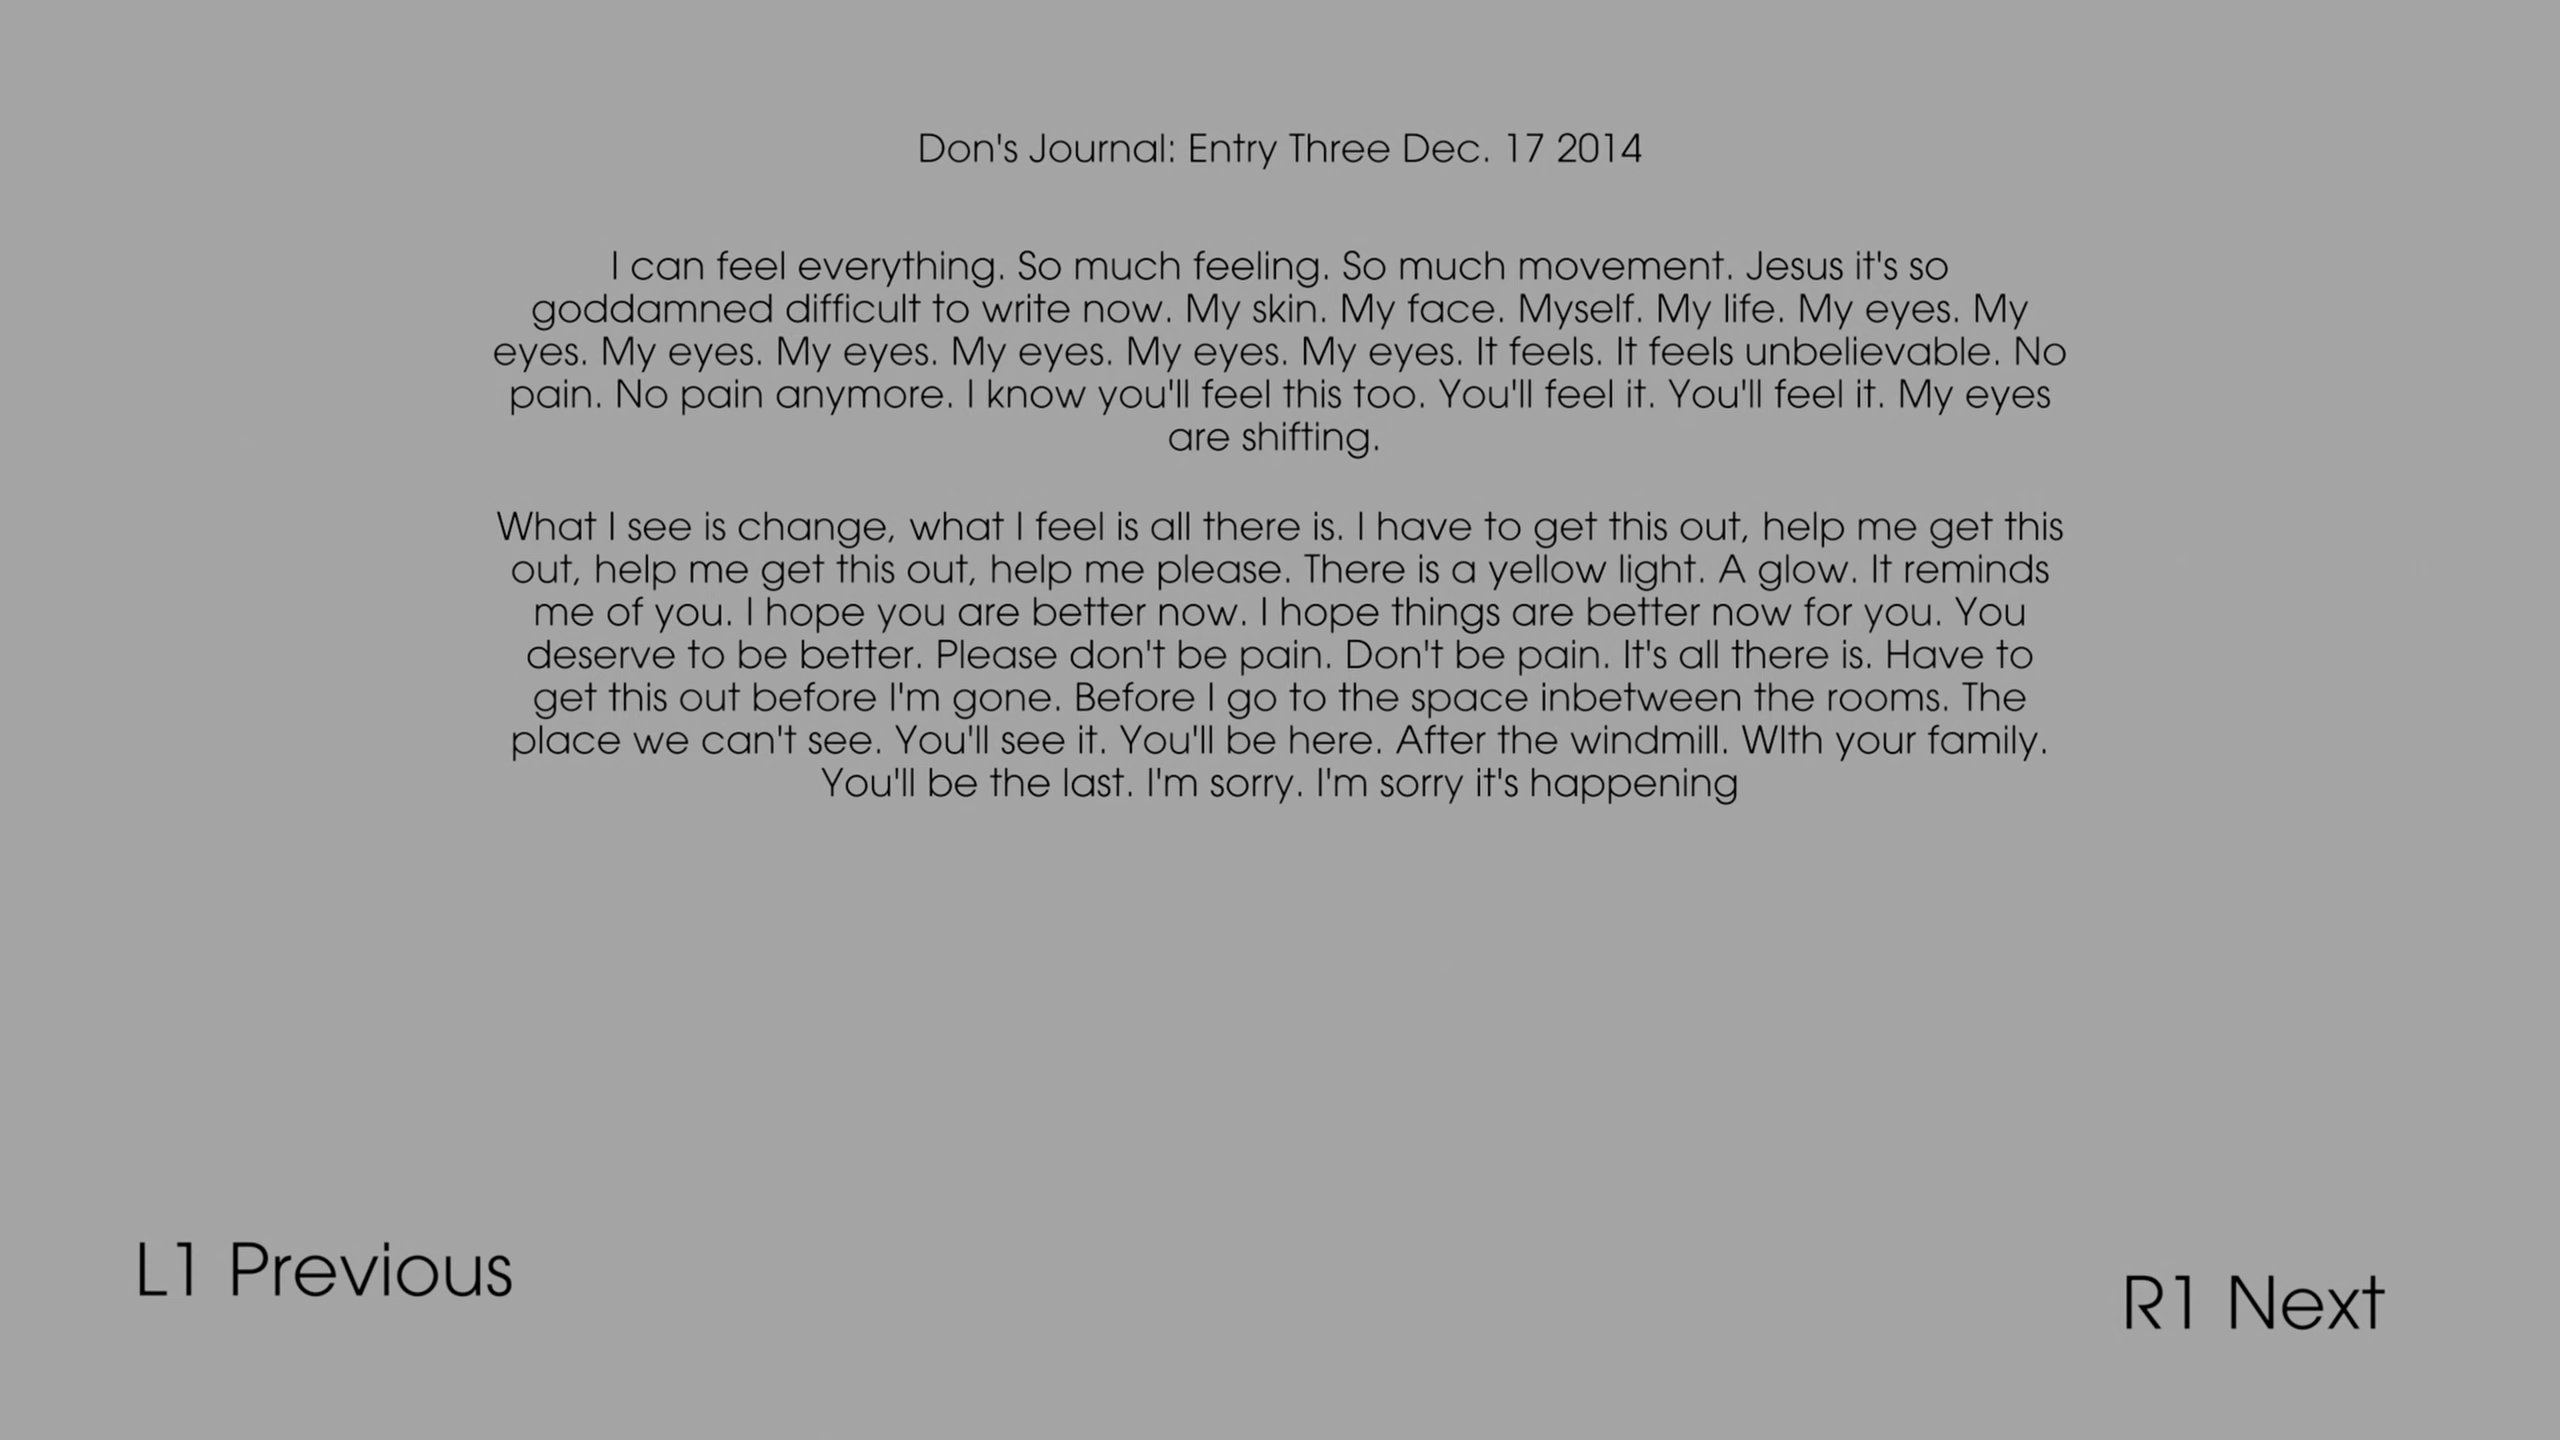 Don's Journal: Entry Three Dec. 17 2014
I can feel everything. So much feeling. So much movement. Jesus it's so
goddamned difficult to write now. My skin. My face. Myself. My life. My eyes. My
eyes. My eyes. My eyes. My eyes. My eyes. My eyes. It feels. It feels unbelievable. No
pain. No pain anymore. I know you'll feel this too. You'll feel it. You'll feel it. My eyes
are shifting.
What I see is change, what I feel is all there is. I have to get this out, help me get this
out, help me get this out, help me please. There is a yellow light. A glow. It reminds
me of you. I hope you are better now. I hope things are better now for you. You
deserve to be better. Please don't be pain. Don't be pain. It's all there is. Have to
get this out before I'm gone. Before I go to the space inbetween the rooms. The
place we can't see. You'll see it. You'll be here. After the windmill. WIth your family.
You'll be the last. I'm sorry. I'm sorry it's happening
L1 Previous
R1 Next